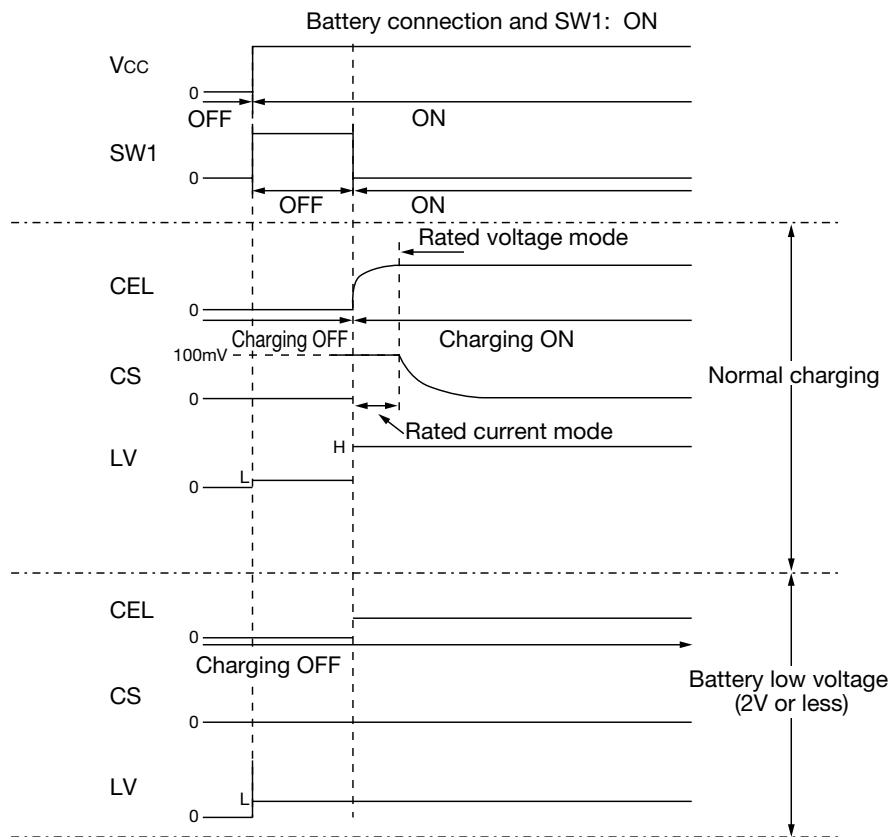 Battery connection and SW1: ON
VCC
0
OFF
ON
SW1
0
OFF
ON
Rated voltage mode
CEL
0
Charging OFF
Charging ON
100mV
CS
0
Normal charging
Rated current mode
H
LV
L
0
CEL
0
Charging OFF
Battery low voltage
(2V or less)
CS
0
LV
L
0